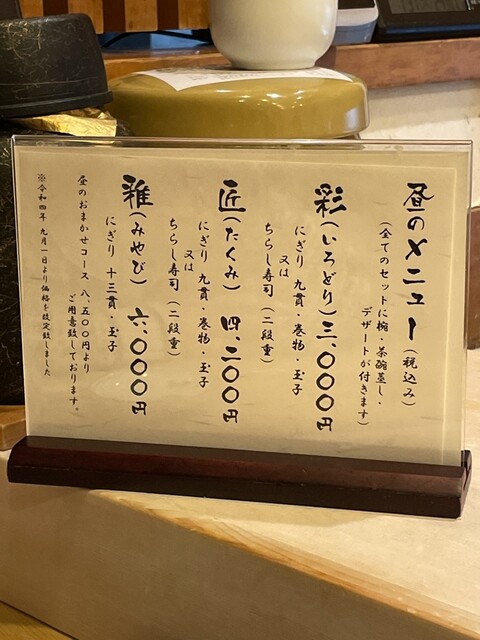 昼のメニュー（税込み）
（全てのセットに椀・茶碗蒸し・
デザートが付きます）
彩（いろどり）三、〇〇〇円
にぎり 九貫・巻物・玉子
又は
ちらし寿司（二段重）
匠（たくみ）四、二〇〇円
にぎり 九貫・巻物・玉子
又は
ちらし寿司（二段重）
雅（みやび）六、〇〇〇円
にぎり 十三貫・玉子
昼のおまかせコース 八、五〇〇円より
ご用意致しております。
※令和四年 九月一日より価格を改定致しました